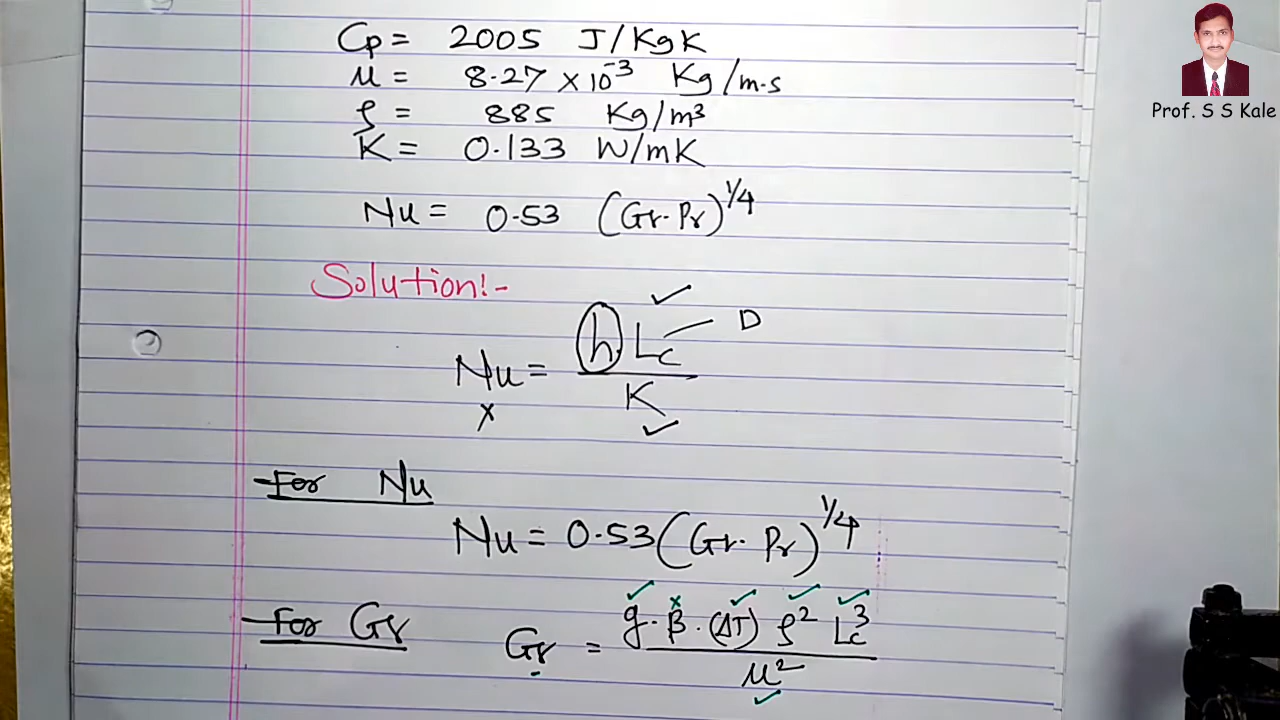 Cp = 2005 J/KgK
μ = 8.27 × 10⁻³ Kg/m·s
ρ = 885 Kg/m³
K = 0.133 W/mK
Nu = 0.53 (Gr·Pr)^1/4
Solution:-
Nu = h Lc / K
D
For Nu
Nu = 0.53 (Gr·Pr)^1/4
For Gr
Gr = g·β·(ΔT) ρ² Lc³ / μ²
Prof. S S Kale